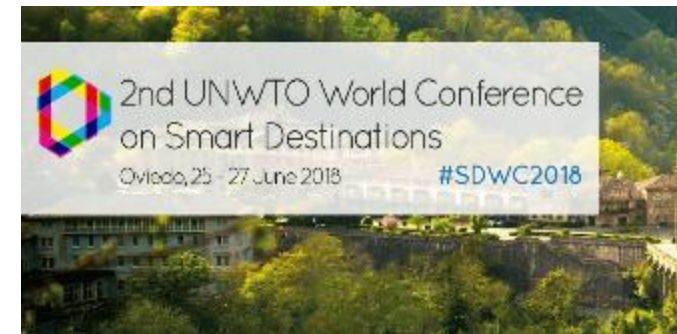 2nd UNWTO World Conference
on Smart Destinations
Oviedo, 25 - 27 June 2018 #SDWC2018